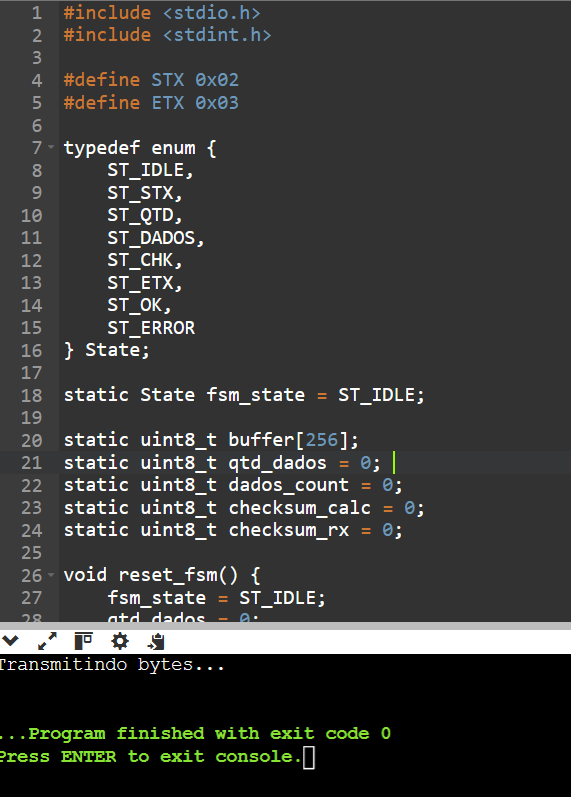 1 #include <stdio.h>
2 #include <stdint.h>
3
4 #define STX 0x02
5 #define ETX 0x03
6
7 typedef enum {
8     ST_IDLE,
9     ST_STX,
10     ST_QTD,
11     ST_DADOS,
12     ST_CHK,
13     ST_ETX,
14     ST_OK,
15     ST_ERROR
16 } State;
17
18 static State fsm_state = ST_IDLE;
19
20 static uint8_t buffer[256];
21 static uint8_t qtd_dados = 0;
22 static uint8_t dados_count = 0;
23 static uint8_t checksum_calc = 0;
24 static uint8_t checksum_rx = 0;
25
26 void reset_fsm() {
27     fsm_state = ST_IDLE;
28     qtd_dados = 0;
Transmitindo bytes...
...Program finished with exit code 0
Press ENTER to exit console.